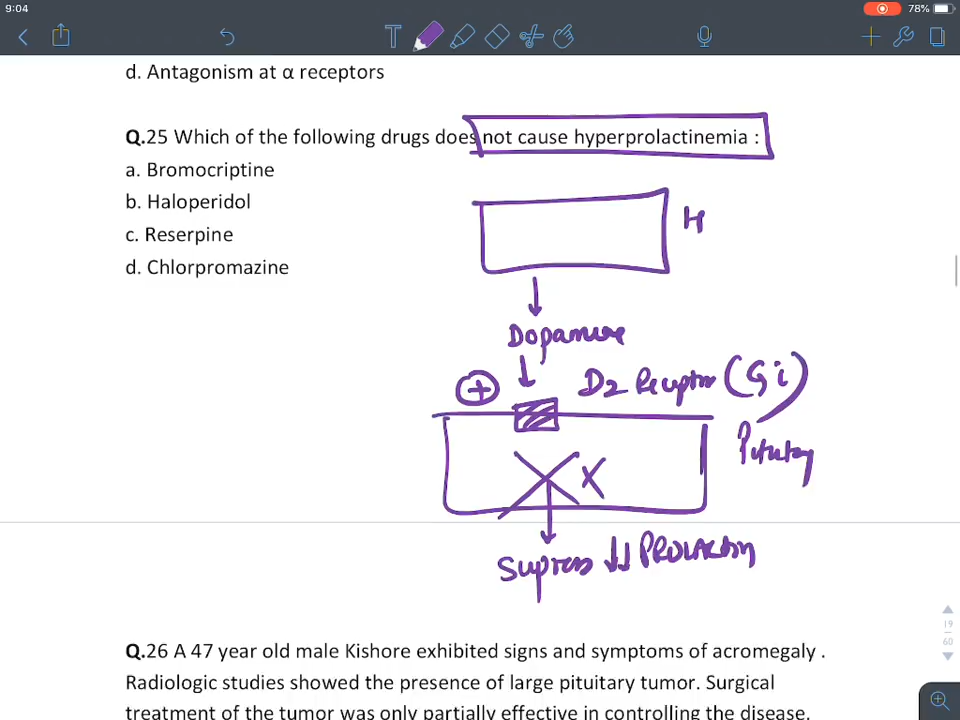 9:04
78%
T
d. Antagonism at α receptors
Q.25 Which of the following drugs does not cause hyperprolactinemia :
a. Bromocriptine
b. Haloperidol
c. Reserpine
d. Chlorpromazine
H
Dopamine
+ D2 Receptor (Gi)
Pituitary
X
Supress ↓↓ PROLACTIN
19
60
Q.26 A 47 year old male Kishore exhibited signs and symptoms of acromegaly .
Radiologic studies showed the presence of large pituitary tumor. Surgical
treatment of the tumor was only partially effective in controlling the disease.